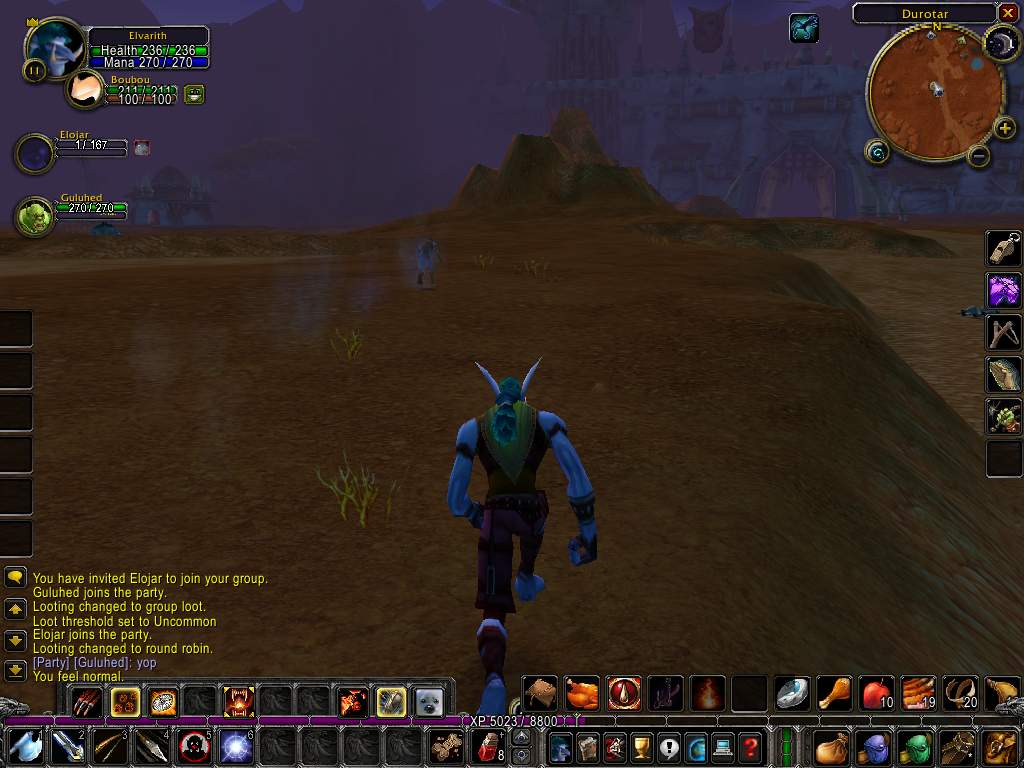 Elvarith
Health 236 / 236
Mana 270 / 270
11
Boubou
211 / 211
100 / 100
Elojar
1 / 167
Guluhed
270 / 270
Durotar
N
You have invited Elojar to join your group.
Guluhed joins the party.
Looting changed to group loot.
Loot threshold set to Uncommon
Elojar joins the party.
Looting changed to round robin.
[Party] [Guluhed]: yop
You feel normal.
10
19
20
XP 5023 / 8800
2
3
4
5
6
8